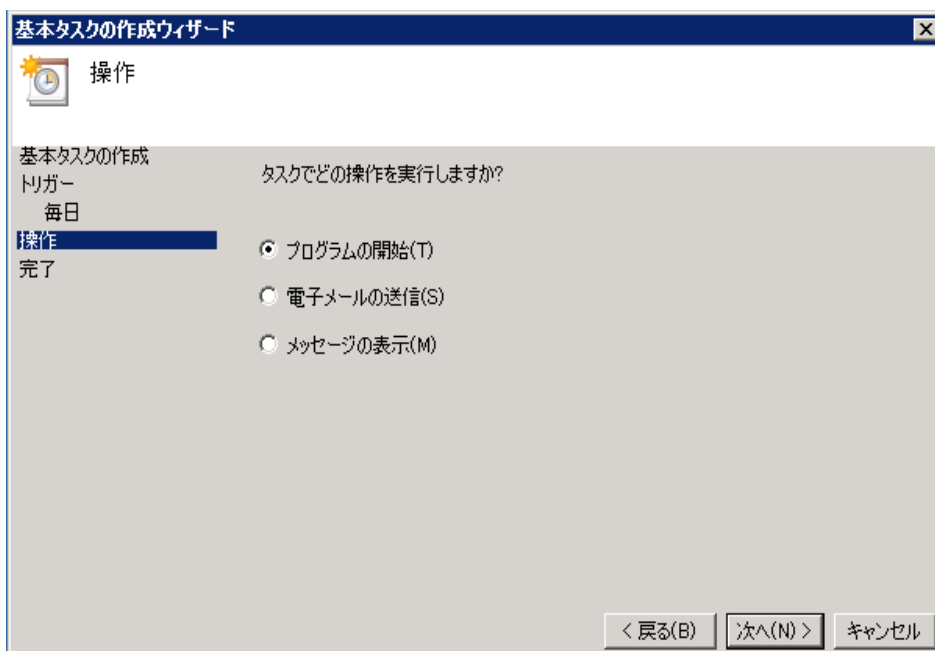 基本タスクの作成ウィザード
操作
基本タスクの作成
トリガー
毎日
操作
完了
タスクでどの操作を実行しますか?
プログラムの開始(T)
電子メールの送信(S)
メッセージの表示(M)
< 戻る(B)
次へ(N) >
キャンセル